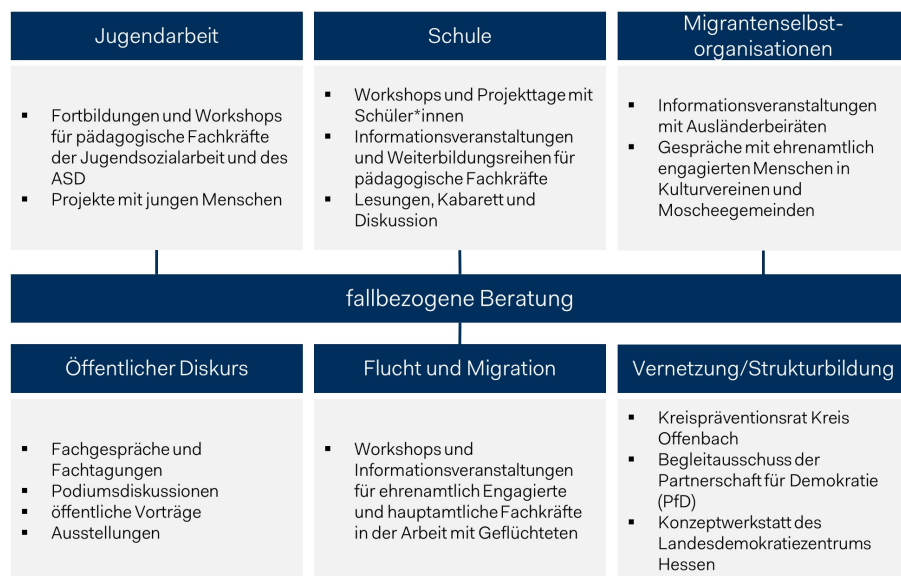 Jugendarbeit
▪ Fortbildungen und Workshops
für pädagogische Fachkräfte
der Jugendsozialarbeit und des
ASD
▪ Projekte mit jungen Menschen
Schule
▪ Workshops und Projekttage mit
Schüler*innen
▪ Informationsveranstaltungen
und Weiterbildungsreihen für
pädagogische Fachkräfte
▪ Lesungen, Kabarett und
Diskussion
Migrantenselbst-
organisationen
▪ Informationsveranstaltungen
mit Ausländerbeiräten
▪ Gespräche mit ehrenamtlich
engagierten Menschen in
Kulturvereinen und
Moscheegemeinden
fallbezogene Beratung
Öffentlicher Diskurs
▪ Fachgespräche und
Fachtagungen
▪ Podiumsdiskussionen
▪ öffentliche Vorträge
▪ Ausstellungen
Flucht und Migration
▪ Workshops und
Informationsveranstaltungen
für ehrenamtlich Engagierte
und hauptamtliche Fachkräfte
in der Arbeit mit Geflüchteten
Vernetzung/Strukturbildung
▪ Kreispräventionsrat Kreis
Offenbach
▪ Begleitausschuss der
Partnerschaft für Demokratie
(PfD)
▪ Konzeptwerkstatt des
Landesdemokratiezentrums
Hessen